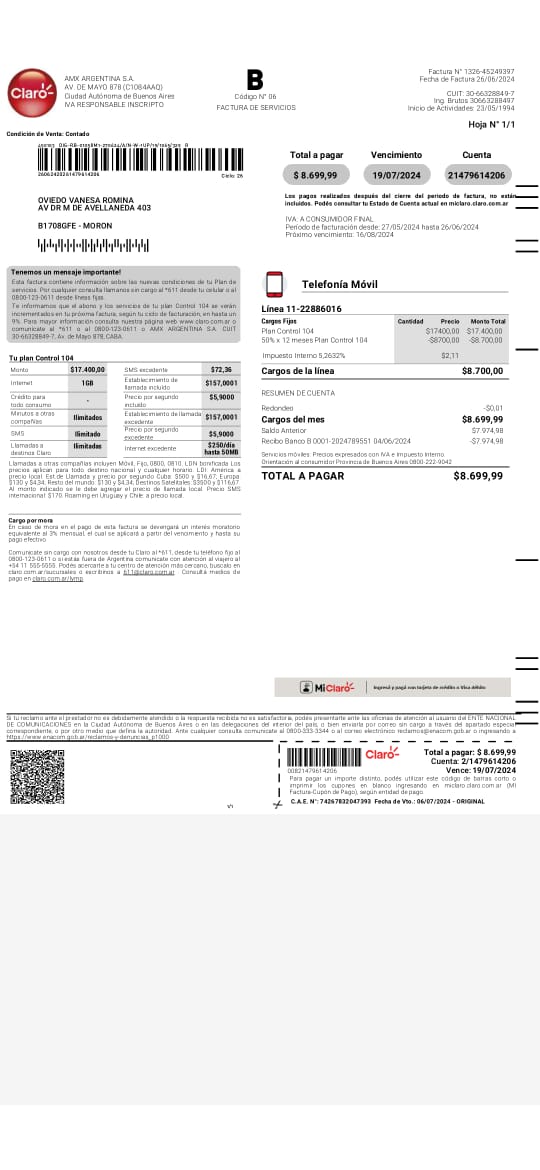 Claro
AMX ARGENTINA S.A.
AV. DE MAYO 878 (C1084AAQ)
Ciudad Autónoma de Buenos Aires
IVA RESPONSABLE INSCRIPTO
B
Código N° 06
FACTURA DE SERVICIOS
Factura N° 1326-45249397
Fecha de Factura 26/06/2024
CUIT: 30-66328849-7
Ing. Brutos 30663288497
Inicio de Actividades: 23/05/1994
Hoja N° 1/1
Condición de Venta: Contado
Ciclo: 26
OVIEDO VANESA ROMINA
AV DR M DE AVELLANEDA 403
B1708GFE - MORON
Total a pagar Vencimiento Cuenta
$ 8.699,99 19/07/2024 21479614206
Los pagos realizados después del cierre del periodo de factura, no están
incluidos. Podés consultar tu Estado de Cuenta actual en miclaro.claro.com.ar
IVA: A CONSUMIDOR FINAL
Período de facturación desde: 27/05/2024 hasta 26/06/2024
Próximo vencimiento: 16/08/2024
Tenemos un mensaje importante!
Esta factura contiene información sobre las nuevas condiciones de tu Plan de
servicios. Por cualquier consulta llamanos sin cargo al *611 desde tu celular o al
0800-123-0611 desde líneas fijas.
Te informamos que el abono y los servicios de tu plan Control 104 se verán
incrementados en tu próxima factura, según tu ciclo de facturación, en hasta un
9%. Para mayor información consulta nuestra página web www.claro.com.ar o
comunicate al *611 o al 0800-123-0611 o AMX ARGENTINA S.A. CUIT
30-66328849-7, Av. de Mayo 878, CABA.
Tu plan Control 104
Monto $17.400,00 SMS excedente $72,36
Internet 1GB Establecimiento de llamada incluído $157,0001
Crédito para todo consumo - Precio por segundo incluido $5,9000
Minutos a otras compañías Ilimitados Establecimiento de llamada excedente $157,0001
SMS Ilimitado Precio por segundo excedente $5,9000
Llamadas a destinos Claro Ilimitadas Internet excedente $250/día hasta 50MB
Llamadas a otras compañías incluyen Móvil, Fijo, 0800, 0810, LDN bonificada Los
precios aplican para todo destino nacional y cualquier horario. LDI: América a
precio local. Est.de Llamada y precio por segundo Cuba: $500 y $16,67; Europa:
$130 y $4,34; Resto del mundo: $130 y $4,34; Destinos Satelitales: $3500 y $116,67.
Al monto indicado se le debe agregar el precio de llamada local. Precio SMS
internacional: $170. Roaming en Uruguay y Chile: a precio local.
Cargo por mora
En caso de mora en el pago de esta factura se devengará un interés moratorio
equivalente al 3% mensual, el cual se aplicará a partir del vencimiento y hasta su
pago efectivo.
Comunicate sin cargo con nosotros desde tu Claro al *611, desde tu teléfono fijo al
0800-123-0611 o si estás fuera de Argentina comunicate con atención al viajero al
+54 11 555-5555. Podés acercarte a tu centro de atención más cercano, buscalo en
claro.com.ar/sucursales o escribinos a 611@claro.com.ar . Consultá medios de
pago en claro.com.ar/lvmp.
Telefonía Móvil
Línea 11-22886016
Cargos Fijos Cantidad Precio Monto Total
Plan Control 104 $17400,00 $17.400,00
50% x 12 meses Plan Control 104 -$8700,00 -$8.700,00
Impuesto Interno 5,2632% $2,11
Cargos de la línea $8.700,00
RESUMEN DE CUENTA
Redondeo -$0,01
Cargos del mes $8.699,99
Saldo Anterior $7.974,98
Recibo Banco B 0001-2024789551 04/06/2024 -$7.974,98
Servicios móviles: Precios expresados con IVA e Impuesto Interno.
Orientación al consumidor Provincia de Buenos Aires 0800-222-9042
TOTAL A PAGAR $8.699,99
Mi Claro
Ingresá y pagá con tarjeta de crédito o Visa débito
Si tu reclamo ante el prestador no es debidamente atendido o la respuesta recibida no es satisfactoria, podés presentarte ante las oficinas de atención al usuario del ENTE NACIONAL
DE COMUNICACIONES en la Ciudad Autónoma de Buenos Aires o en las delegaciones del interior del país, o bien enviarla por correo sin cargo a través del apartado especial
correspondiente, o por otro medio que defina la autoridad. Ante cualquier consulta comunicate al 0800-333-3344 o al correo electrónico reclamos@enacom.gob.ar o ingresando a
https://www.enacom.gob.ar/reclamos-y-denuncias_p1000
Claro
00821479614206
Total a pagar: $ 8.699,99
Cuenta: 2/1479614206
Vence: 19/07/2024
Para pagar un importe distinto, podés utilizar este código de barras corto o
imprimir los cupones en blanco ingresando en miclaro.claro.com.ar (Mi
Factura-Cupón de Pago), según entidad de pago.
C.A.E. N°: 74267832047393 Fecha de Vto.: 06/07/2024 - ORIGINAL